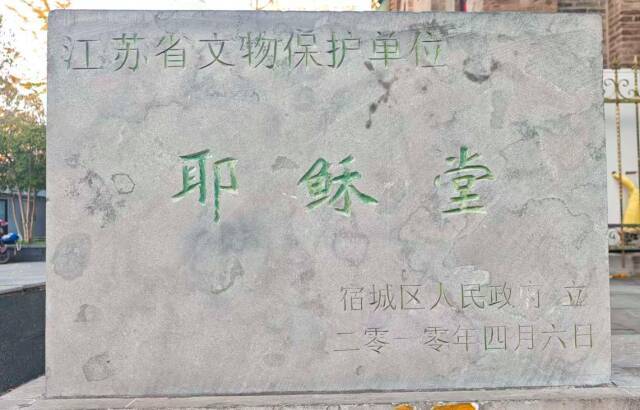 江苏省文物保护单位
耶稣堂
宿城区人民政府 立
二零一零年四月六日